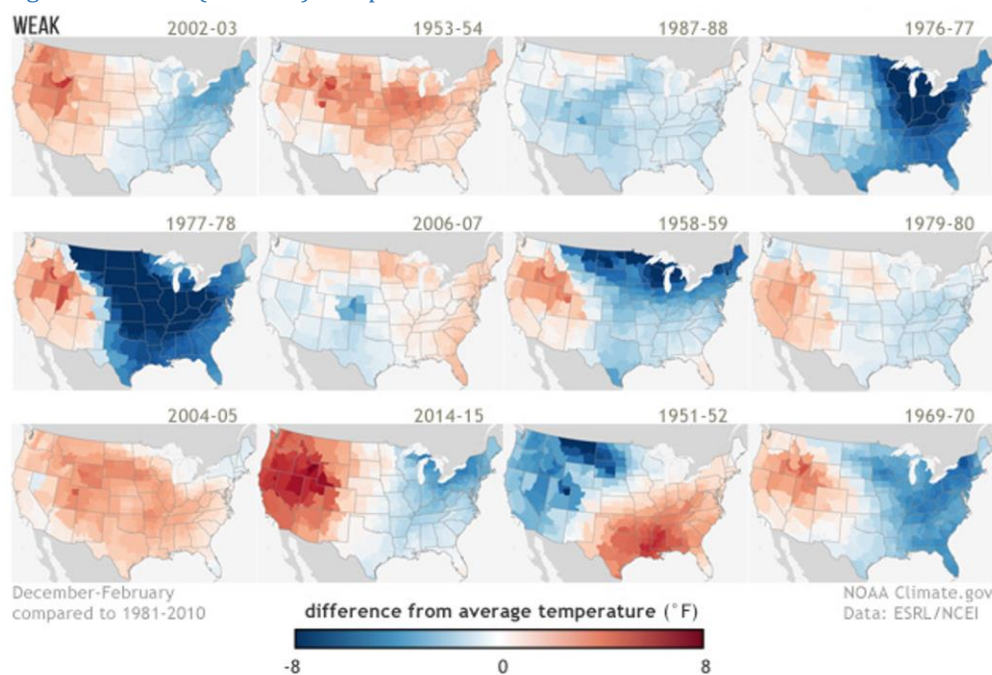 WEAK
2002-03
1953-54
1987-88
1976-77
1977-78
2006-07
1958-59
1979-80
2004-05
2014-15
1951-52
1969-70
December-February
compared to 1981-2010
NOAA Climate.gov
Data: ESRL/NCEI
difference from average temperature (°F)
-8
0
8